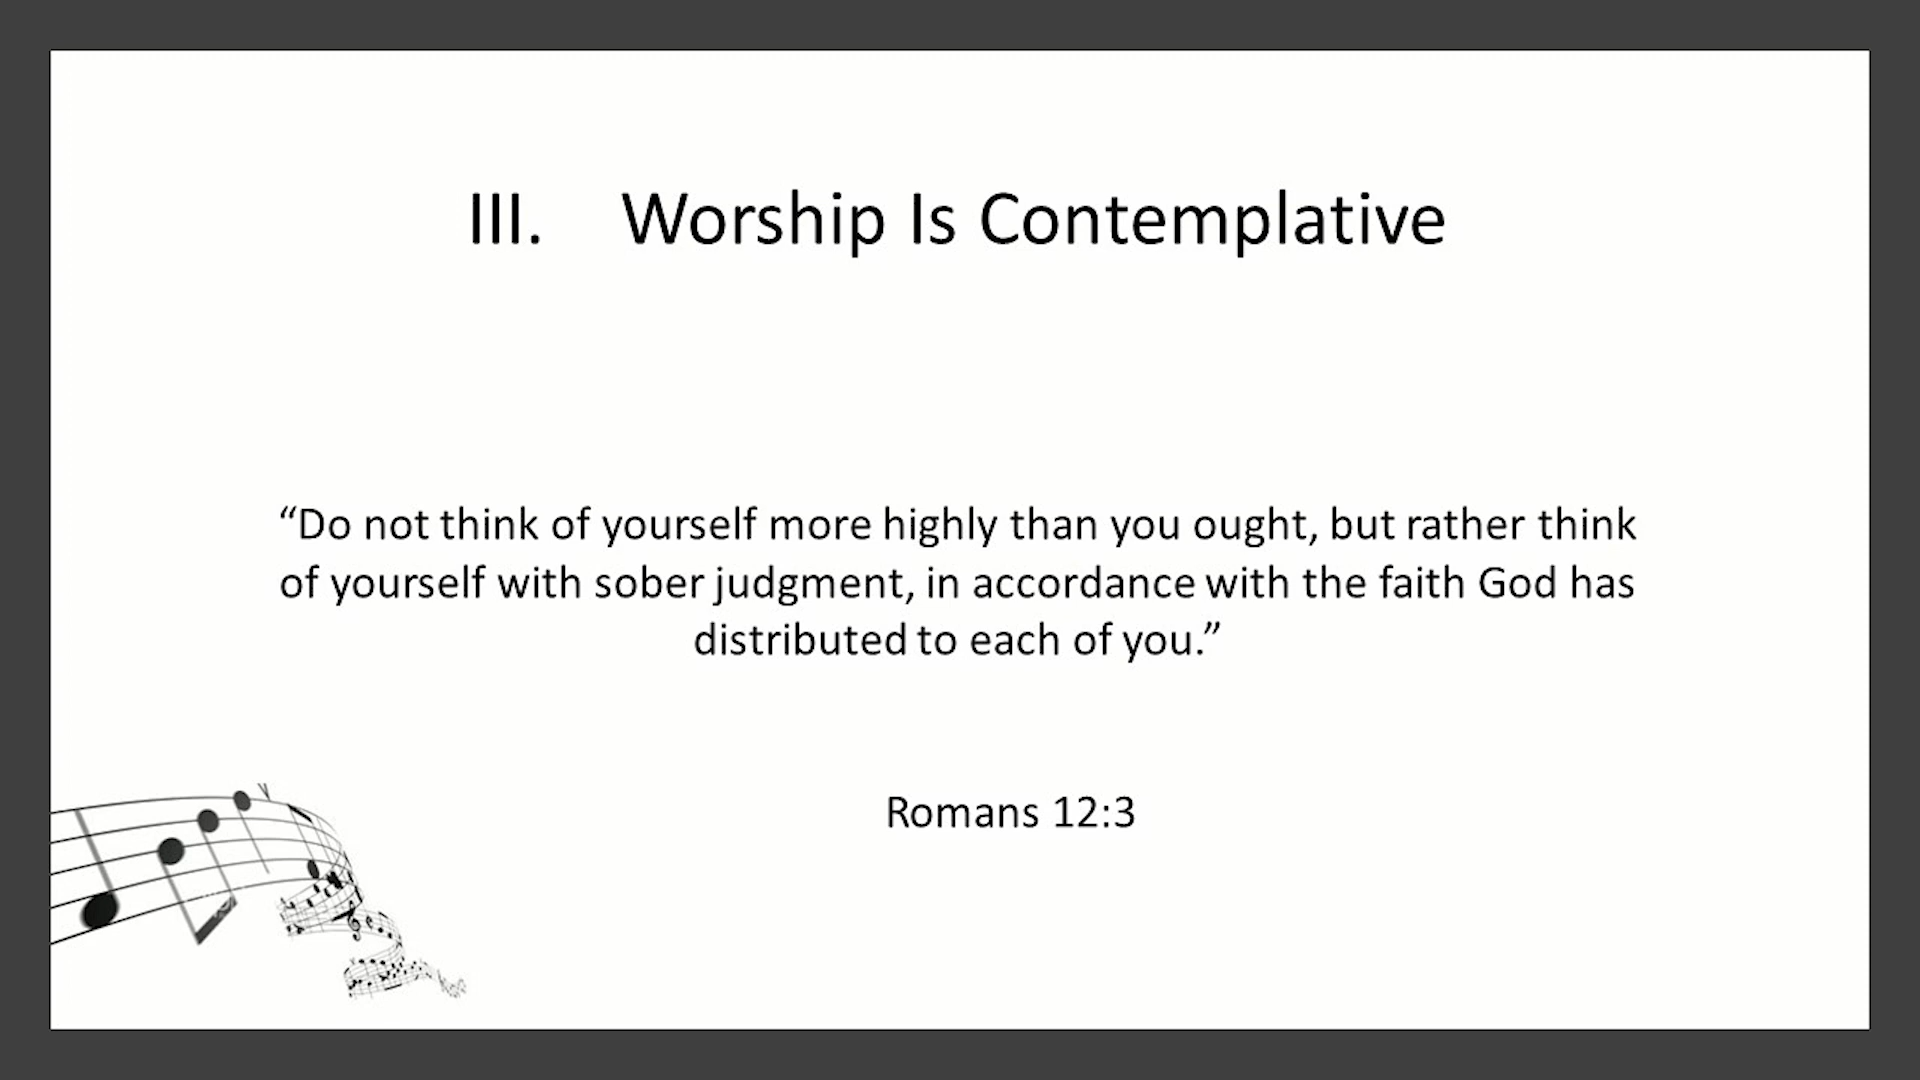 III. Worship Is Contemplative
“Do not think of yourself more highly than you ought, but rather think
of yourself with sober judgment, in accordance with the faith God has
distributed to each of you.”
Romans 12:3